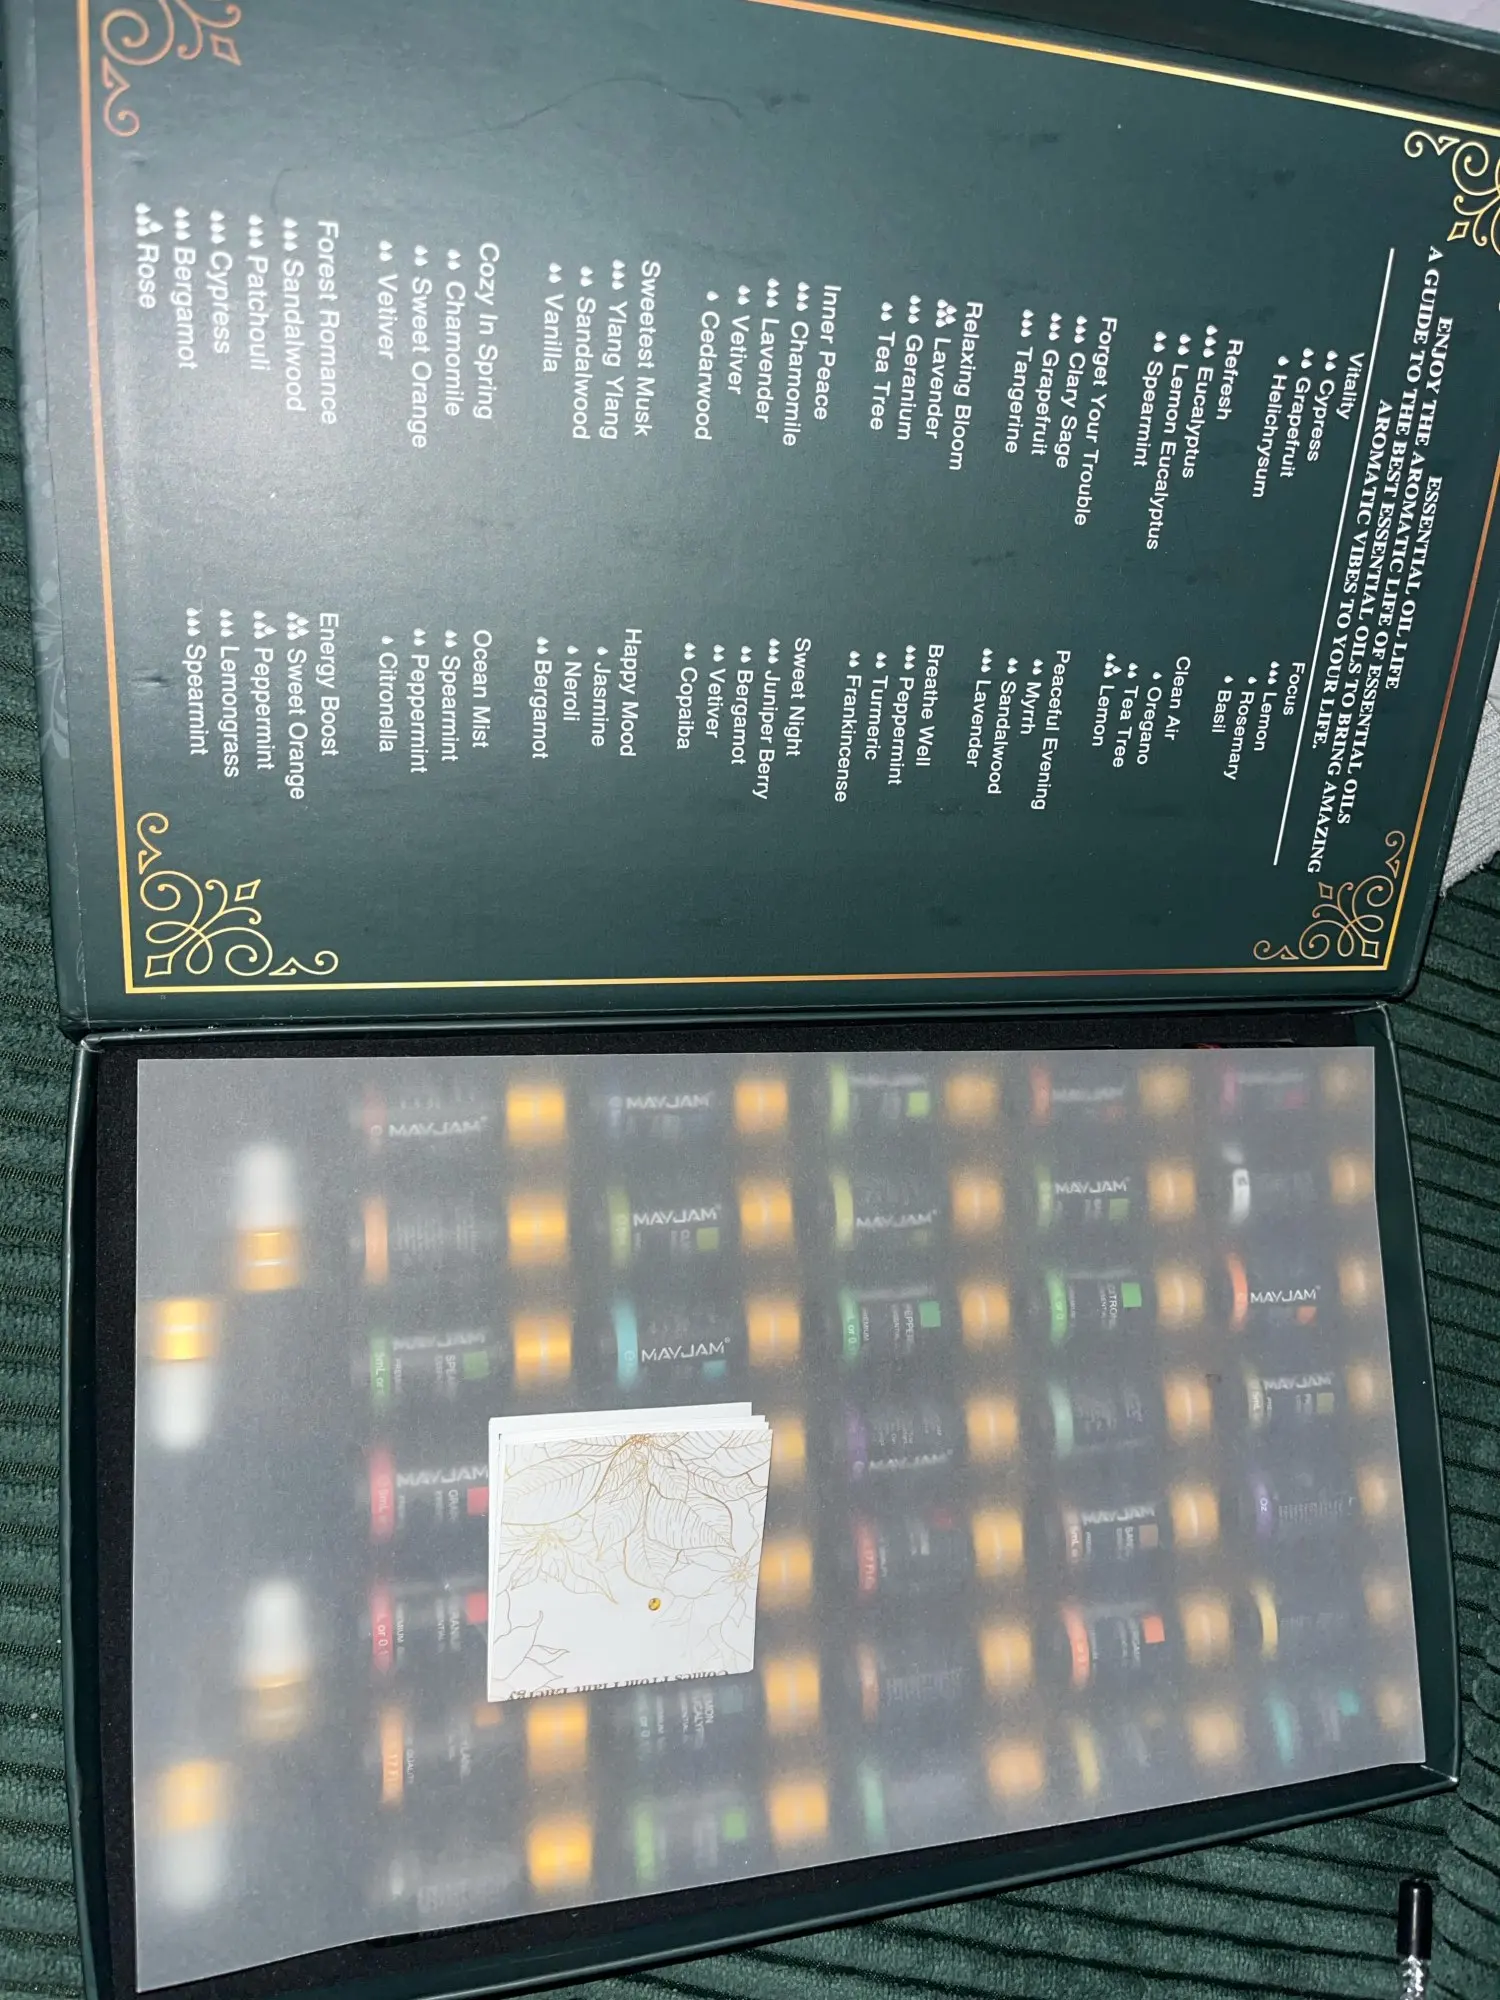 ESSENTIAL OIL LIFE
ENJOY THE AROMATIC LIFE OF ESSENTIAL OILS
A GUIDE TO THE BEST ESSENTIAL OILS TO BRING AMAZING
AROMATIC VIBES TO YOUR LIFE.
Vitality
Cypress
Grapefruit
Helichrysum
Refresh
Eucalyptus
Lemon Eucalyptus
Spearmint
Forget Your Trouble
Clary Sage
Grapefruit
Tangerine
Relaxing Bloom
Lavender
Geranium
Tea Tree
Inner Peace
Chamomile
Lavender
Vetiver
Cedarwood
Sweetest Musk
Ylang Ylang
Sandalwood
Vanilla
Cozy In Spring
Chamomile
Sweet Orange
Vetiver
Forest Romance
Sandalwood
Patchouli
Cypress
Bergamot
Rose
Focus
Lemon
Rosemary
Basil
Clean Air
Oregano
Tea Tree
Lemon
Peaceful Evening
Myrrh
Sandalwood
Lavender
Breathe Well
Peppermint
Turmeric
Frankincense
Sweet Night
Juniper Berry
Bergamot
Vetiver
Copaiba
Happy Mood
Jasmine
Neroli
Bergamot
Ocean Mist
Spearmint
Peppermint
Citronella
Energy Boost
Sweet Orange
Peppermint
Lemongrass
Spearmint
MAYJAM
MAYJAM
MAYJAM
MAYJAM
MAYJAM
MAYJAM®
MAYJAM®
MAYJAM
MAYJAM
MAYJAM
MAYJAM